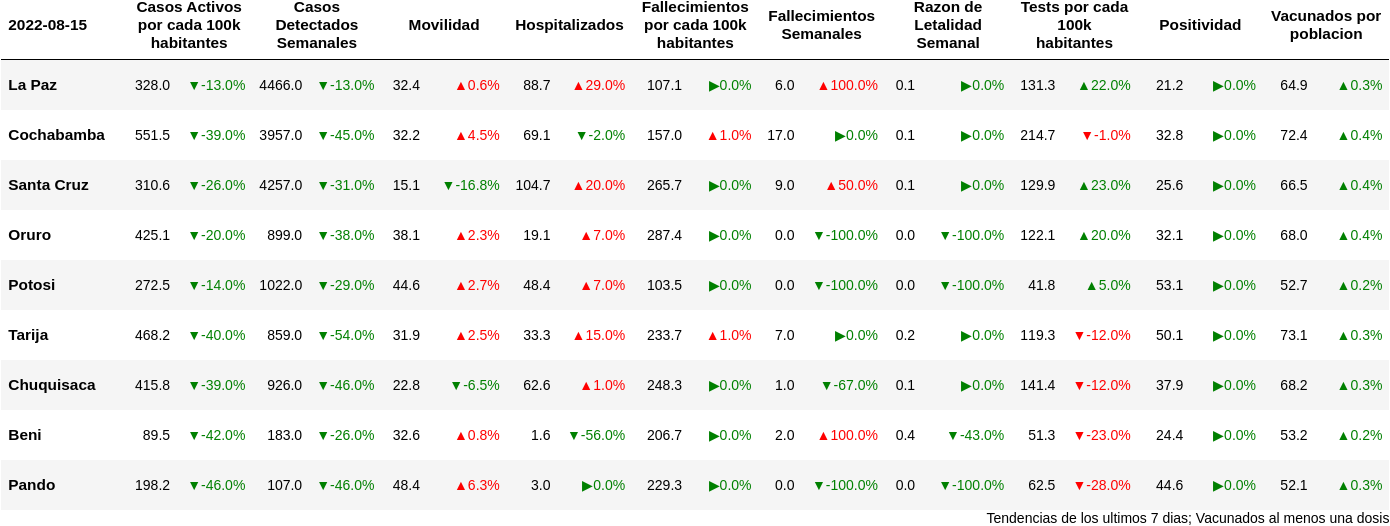 2022-08-15 Casos Activos por cada 100k habitantes Casos Detectados Semanales Movilidad Hospitalizados Fallecimientos por cada 100k habitantes Fallecimientos Semanales Razon de Letalidad Semanal Tests por cada 100k habitantes Positividad Vacunados por poblacion
La Paz 328.0 ▼-13.0% 4466.0 ▼-13.0% 32.4 ▲0.6% 88.7 ▲29.0% 107.1 ▶0.0% 6.0 ▲100.0% 0.1 ▶0.0% 131.3 ▲22.0% 21.2 ▶0.0% 64.9 ▲0.3%
Cochabamba 551.5 ▼-39.0% 3957.0 ▼-45.0% 32.2 ▲4.5% 69.1 ▼-2.0% 157.0 ▲1.0% 17.0 ▶0.0% 0.1 ▶0.0% 214.7 ▼-1.0% 32.8 ▶0.0% 72.4 ▲0.4%
Santa Cruz 310.6 ▼-26.0% 4257.0 ▼-31.0% 15.1 ▼-16.8% 104.7 ▲20.0% 265.7 ▶0.0% 9.0 ▲50.0% 0.1 ▶0.0% 129.9 ▲23.0% 25.6 ▶0.0% 66.5 ▲0.4%
Oruro 425.1 ▼-20.0% 899.0 ▼-38.0% 38.1 ▲2.3% 19.1 ▲7.0% 287.4 ▶0.0% 0.0 ▼-100.0% 0.0 ▼-100.0% 122.1 ▲20.0% 32.1 ▶0.0% 68.0 ▲0.4%
Potosi 272.5 ▼-14.0% 1022.0 ▼-29.0% 44.6 ▲2.7% 48.4 ▲7.0% 103.5 ▶0.0% 0.0 ▼-100.0% 0.0 ▼-100.0% 41.8 ▲5.0% 53.1 ▶0.0% 52.7 ▲0.2%
Tarija 468.2 ▼-40.0% 859.0 ▼-54.0% 31.9 ▲2.5% 33.3 ▲15.0% 233.7 ▲1.0% 7.0 ▶0.0% 0.2 ▶0.0% 119.3 ▼-12.0% 50.1 ▶0.0% 73.1 ▲0.3%
Chuquisaca 415.8 ▼-39.0% 926.0 ▼-46.0% 22.8 ▼-6.5% 62.6 ▲1.0% 248.3 ▶0.0% 1.0 ▼-67.0% 0.1 ▶0.0% 141.4 ▼-12.0% 37.9 ▶0.0% 68.2 ▲0.3%
Beni 89.5 ▼-42.0% 183.0 ▼-26.0% 32.6 ▲0.8% 1.6 ▼-56.0% 206.7 ▶0.0% 2.0 ▲100.0% 0.4 ▼-43.0% 51.3 ▼-23.0% 24.4 ▶0.0% 53.2 ▲0.2%
Pando 198.2 ▼-46.0% 107.0 ▼-46.0% 48.4 ▲6.3% 3.0 ▶0.0% 229.3 ▶0.0% 0.0 ▼-100.0% 0.0 ▼-100.0% 62.5 ▼-28.0% 44.6 ▶0.0% 52.1 ▲0.3%
Tendencias de los ultimos 7 dias; Vacunados al menos una dosis